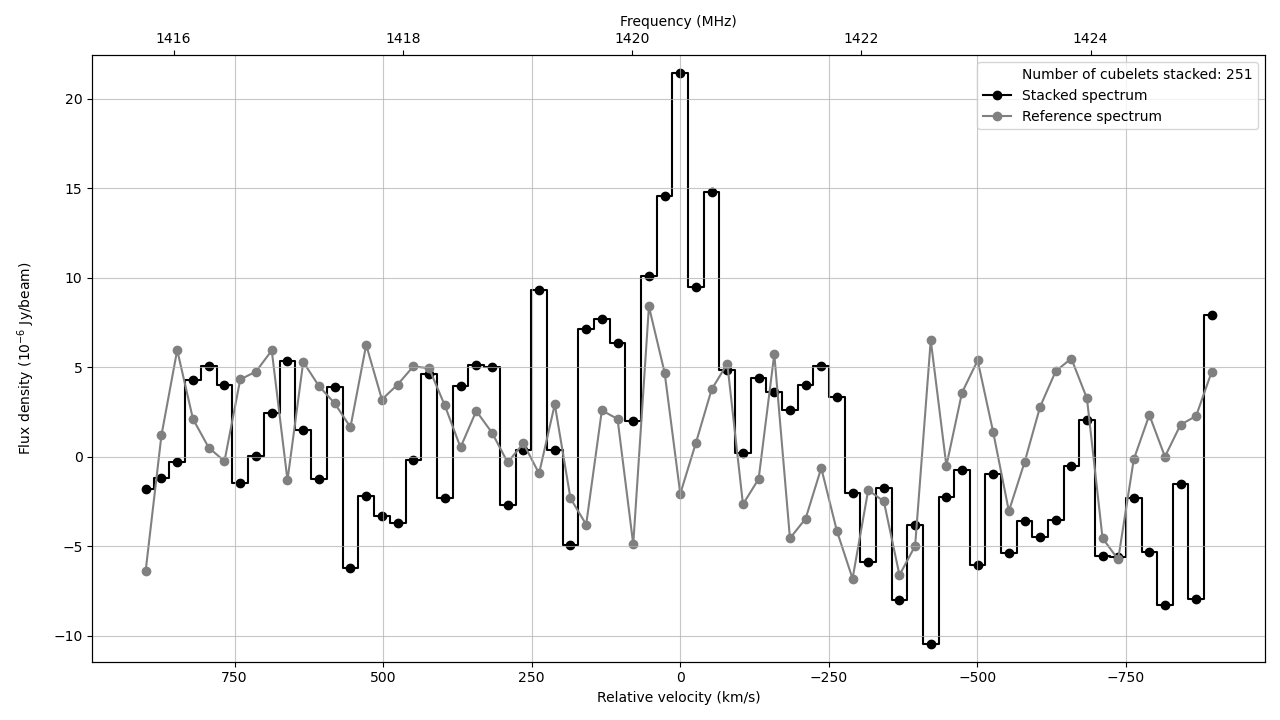 Frequency (MHz)
1416 1418 1420 1422 1424
Number of cubelets stacked: 251
Stacked spectrum
Reference spectrum
Flux density (10⁻⁶ Jy/beam)
20
15
10
5
0
−5
−10
750 500 250 0 −250 −500 −750
Relative velocity (km/s)